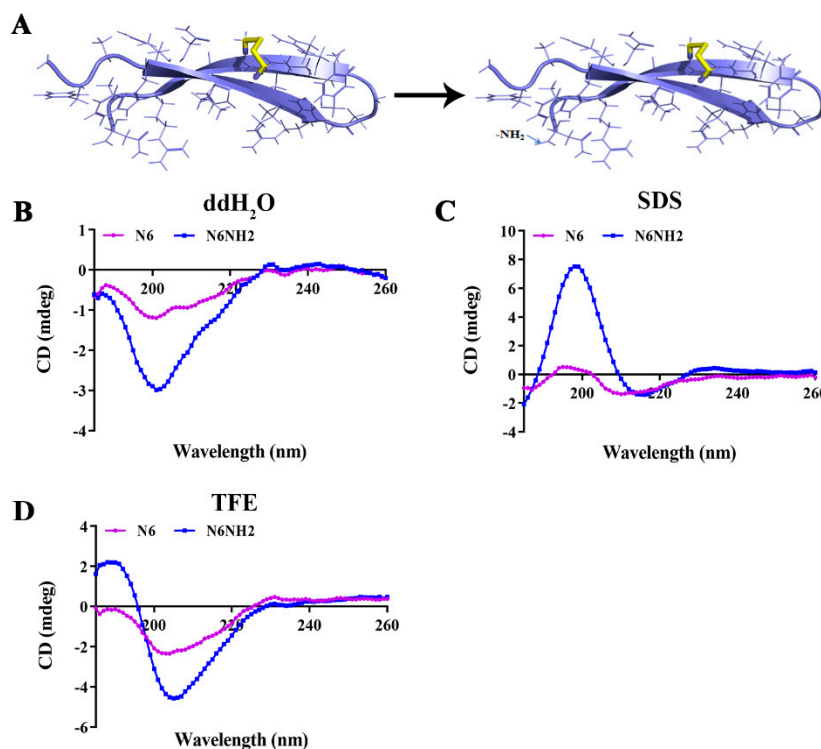 A
-NH₂
B
ddH₂O
N6
N6NH2
1
0
-1
-2
-3
-4
200
220
240
260
CD (mdeg)
Wavelength (nm)
C
SDS
N6
N6NH2
10
8
6
4
2
0
-2
-4
200
220
240
260
CD (mdeg)
Wavelength (nm)
D
TFE
N6
N6NH2
4
2
0
-2
-4
-6
200
220
240
260
CD (mdeg)
Wavelength (nm)